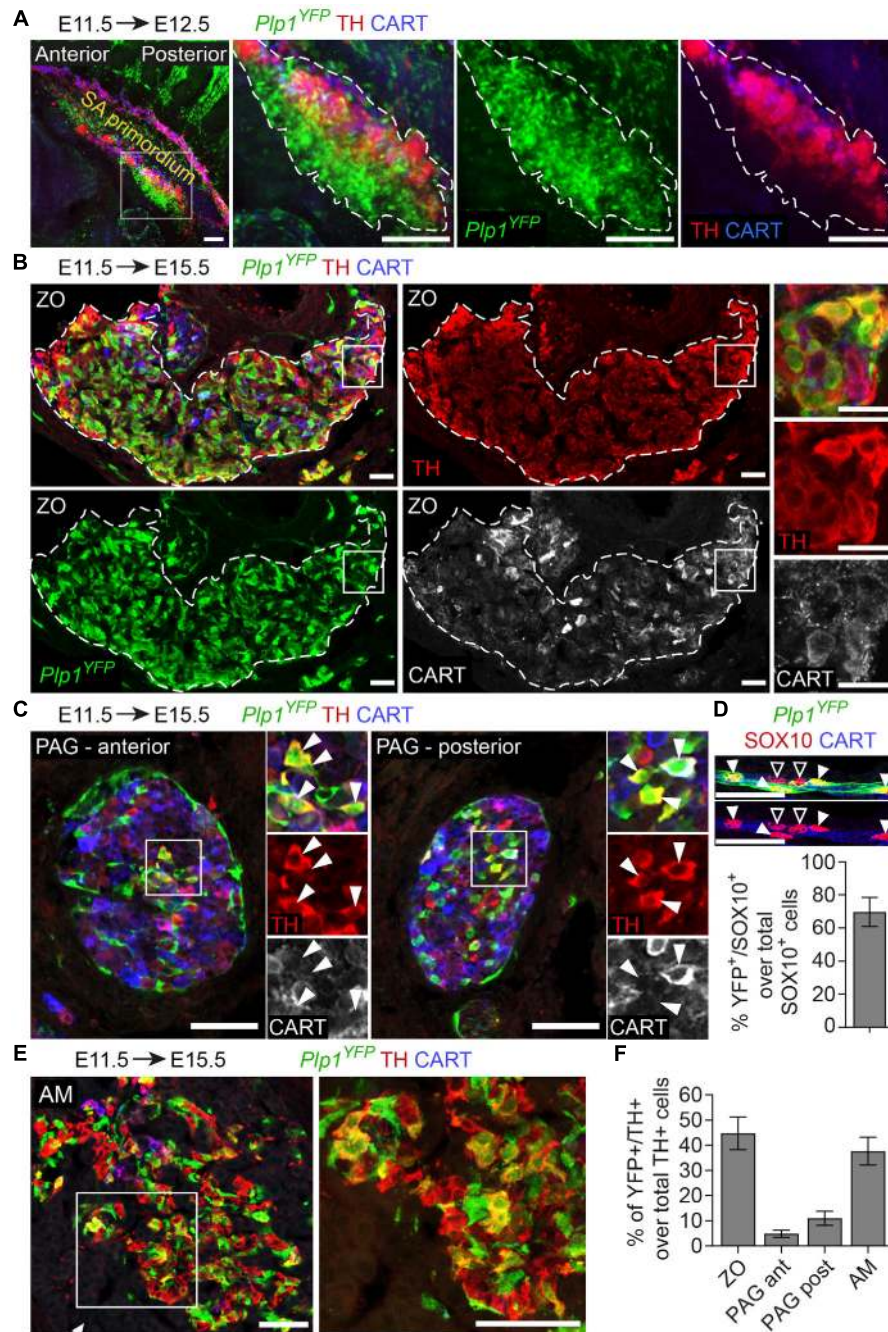 A
E11.5 → E12.5 Plp1YFP TH CART
Anterior Posterior
SA primordium
Plp1YFP
TH CART
B
E11.5 → E15.5 Plp1YFP TH CART
ZO
ZO
TH
TH
ZO
ZO
Plp1YFP
CART
CART
C
E11.5 → E15.5 Plp1YFP TH CART
PAG - anterior
PAG - posterior
TH
TH
CART
CART
D
Plp1YFP
SOX10 CART
% YFP+/SOX10+
over total
SOX10+ cells
100
80
60
40
20
0
E
E11.5 → E15.5 Plp1YFP TH CART
AM
F
% of YFP+/TH+
over total TH+ cells
60
50
40
30
20
10
0
ZO
PAG ant
PAG post
AM